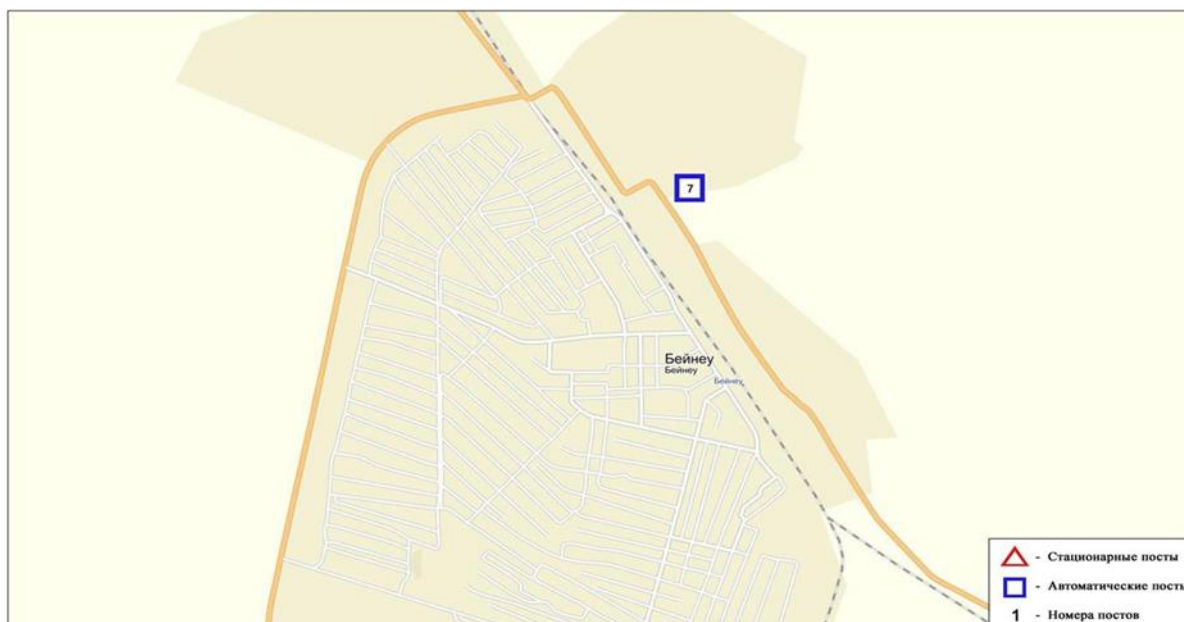 7
Бейнеу
Бейнеу
Бейнеу
- Стационарные посты
- Автоматические посты
1 - Номера постов